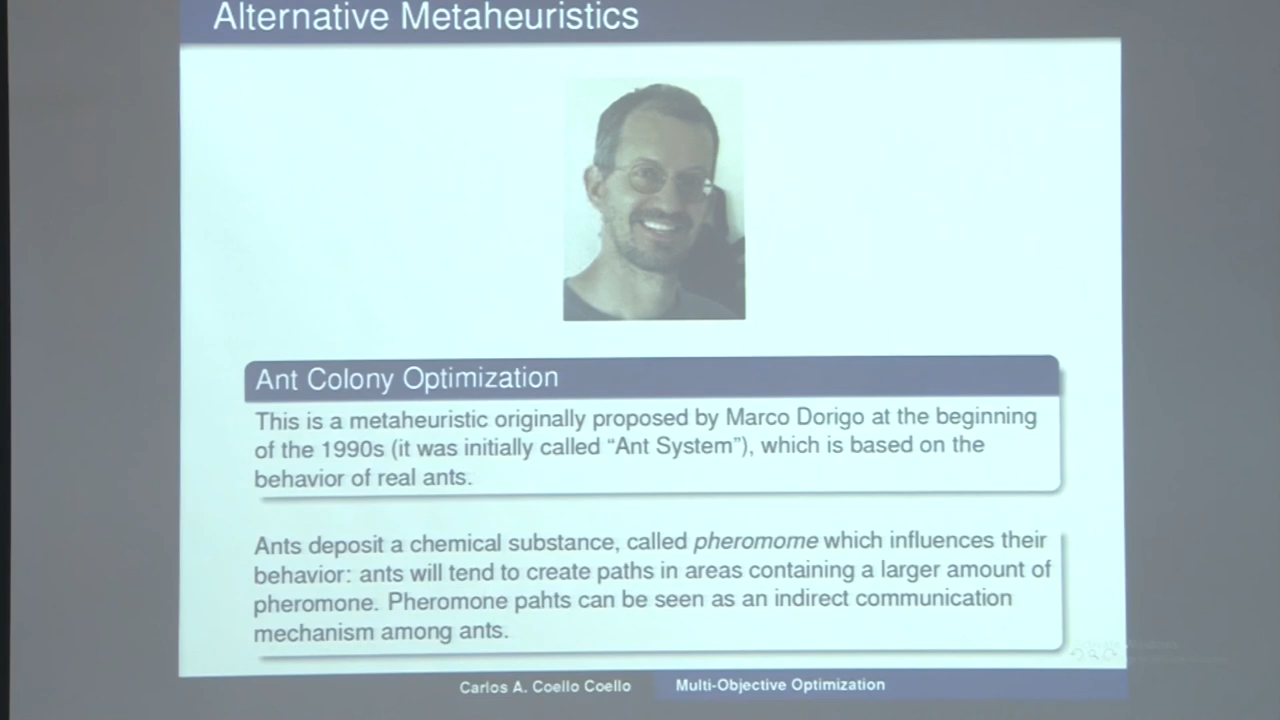 Alternative Metaheuristics
Ant Colony Optimization
This is a metaheuristic originally proposed by Marco Dorigo at the beginning
of the 1990s (it was initially called “Ant System”), which is based on the
behavior of real ants.
Ants deposit a chemical substance, called pheromome which influences their
behavior: ants will tend to create paths in areas containing a larger amount of
pheromone. Pheromone pahts can be seen as an indirect communication
mechanism among ants.
Carlos A. Coello Coello
Multi-Objective Optimization